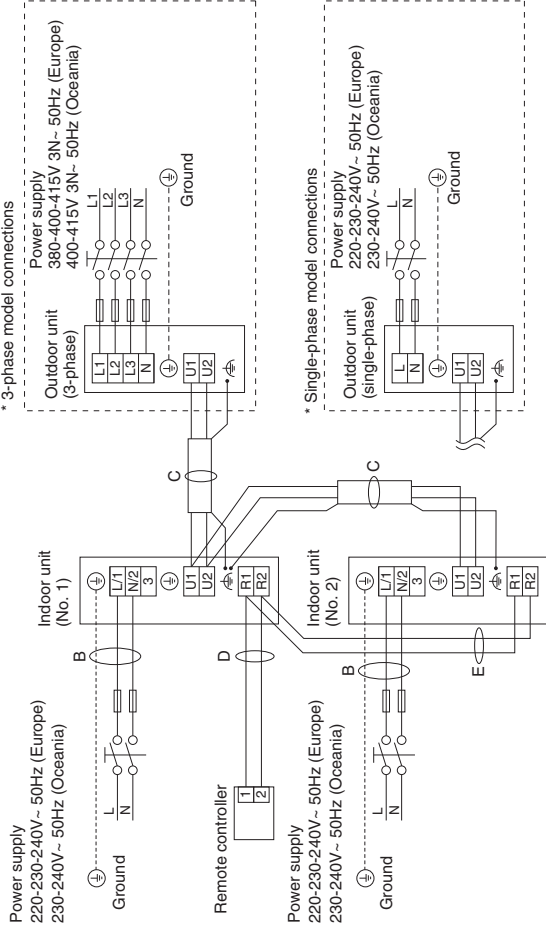 Power supply
220-230-240V~ 50Hz (Europe)
230-240V~ 50Hz (Oceania)
L
N
Ground
B
Indoor unit
(No. 1)
L/1
N/2
3
U1
U2
R1
R2
C
D
Remote controller
1
2
* 3-phase model connections
Outdoor unit
(3-phase)
L1
L2
L3
N
U1
U2
Power supply
380-400-415V 3N~ 50Hz (Europe)
400-415V 3N~ 50Hz (Oceania)
L1
L2
L3
N
Ground
Power supply
220-230-240V~ 50Hz (Europe)
230-240V~ 50Hz (Oceania)
L
N
Ground
B
Indoor unit
(No. 2)
L/1
N/2
3
U1
U2
R1
R2
C
E
* Single-phase model connections
Outdoor unit
(single-phase)
L
N
U1
U2
Power supply
220-230-240V~ 50Hz (Europe)
230-240V~ 50Hz (Oceania)
L
N
Ground